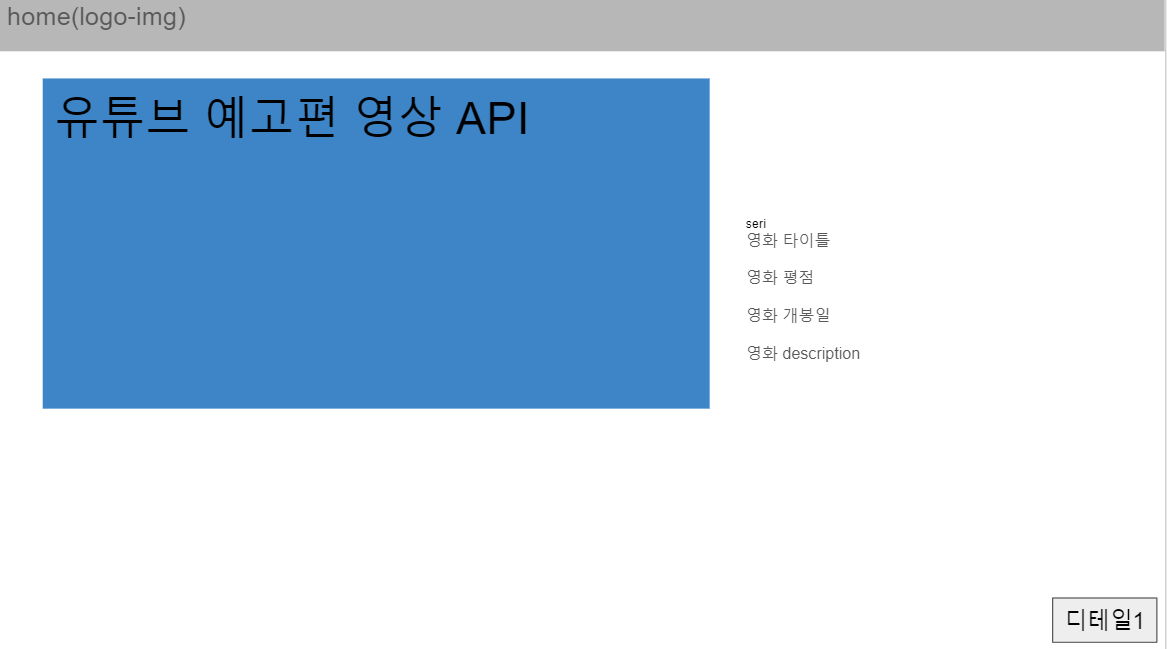 home(logo-img)
유튜브 예고편 영상 API
seri
영화 타이틀
영화 평점
영화 개봉일
영화 description
디테일1